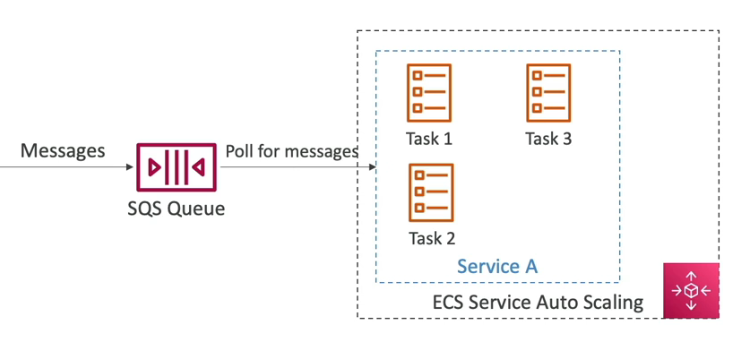 Messages
SQS Queue
Poll for messages
Task 1
Task 3
Task 2
Service A
ECS Service Auto Scaling